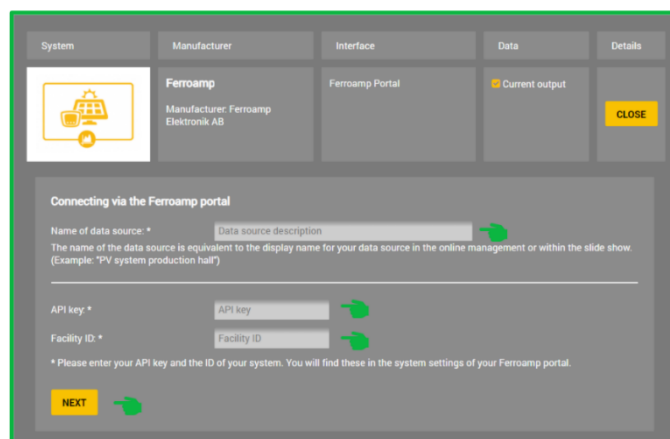 System
Manufacturer
Interface
Data
Details
Ferroamp
Manufacturer: Ferroamp
Elektronik AB
Ferroamp Portal
Current output
CLOSE
Connecting via the Ferroamp portal
Name of data source: *
Data source description
The name of the data source is equivalent to the display name for your data source in the online management or within the slide show.
(Example: "PV system production hall")
API key: *
API key
Facility ID: *
Facility ID
* Please enter your API key and the ID of your system. You will find these in the system settings of your Ferroamp portal.
NEXT